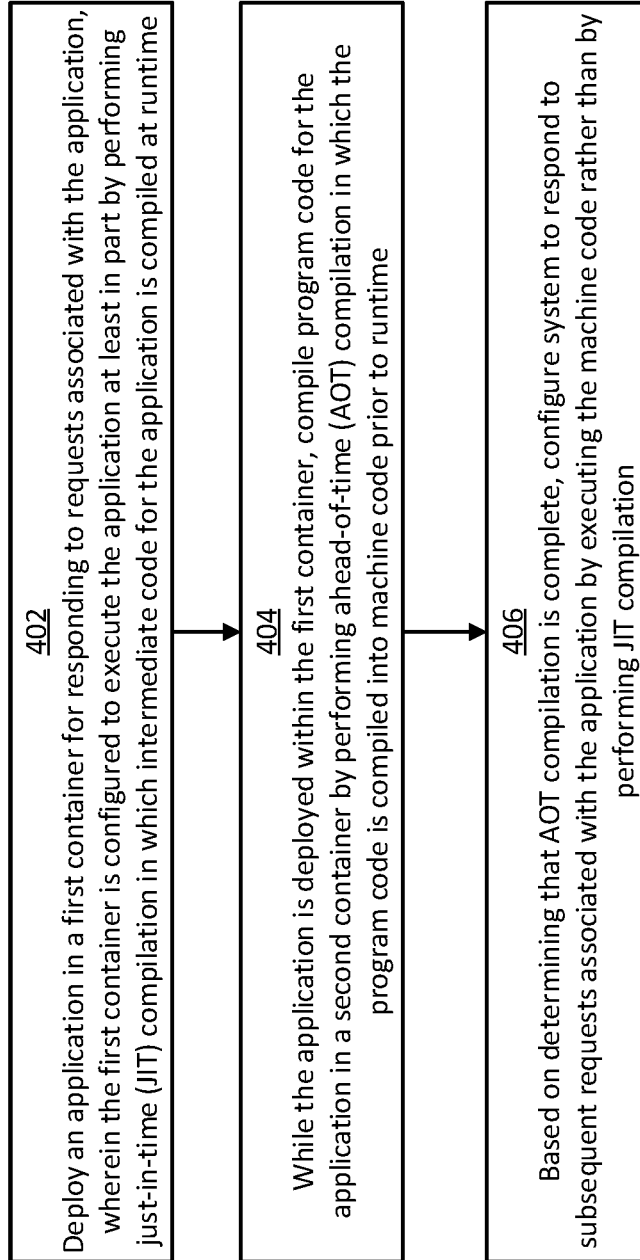 402
Deploy an application in a first container for responding to requests associated with the application,
wherein the first container is configured to execute the application at least in part by performing
just-in-time (JIT) compilation in which intermediate code for the application is compiled at runtime
404
While the application is deployed within the first container, compile program code for the
application in a second container by performing ahead-of-time (AOT) compilation in which the
program code is compiled into machine code prior to runtime
406
Based on determining that AOT compilation is complete, configure system to respond to
subsequent requests associated with the application by executing the machine code rather than by
performing JIT compilation